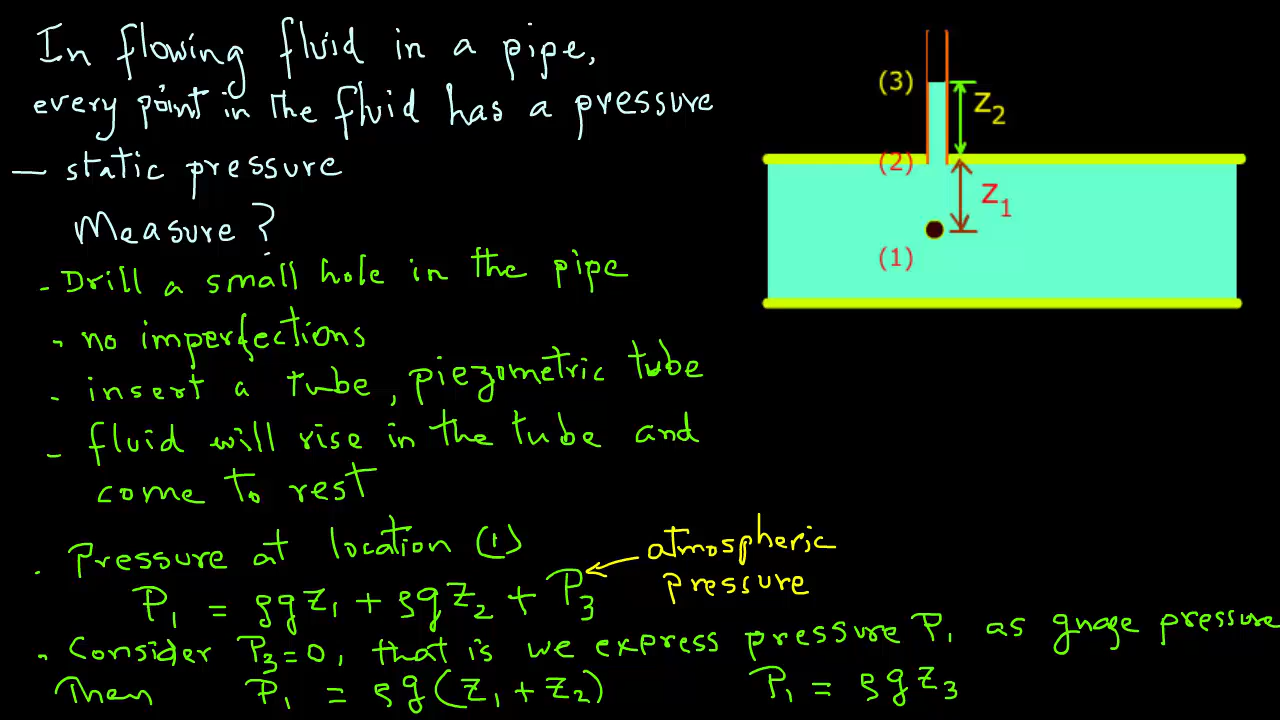 In flowing fluid in a pipe,
every point in the fluid has a pressure
— static pressure
Measure?
- Drill a small hole in the pipe
- no imperfections
- insert a tube, piezometric tube
- fluid will rise in the tube and
come to rest
. Pressure at location (1)
P₁ = ρgz₁ + ρgz₂ + P₃
atmospheric
pressure
. Consider P₃=0, that is we express pressure P₁ as guage pressure
Then P₁ = ρg(z₁+z₂) P₁ = ρgz₃
(3)
z₂
(2)
z₁
(1)